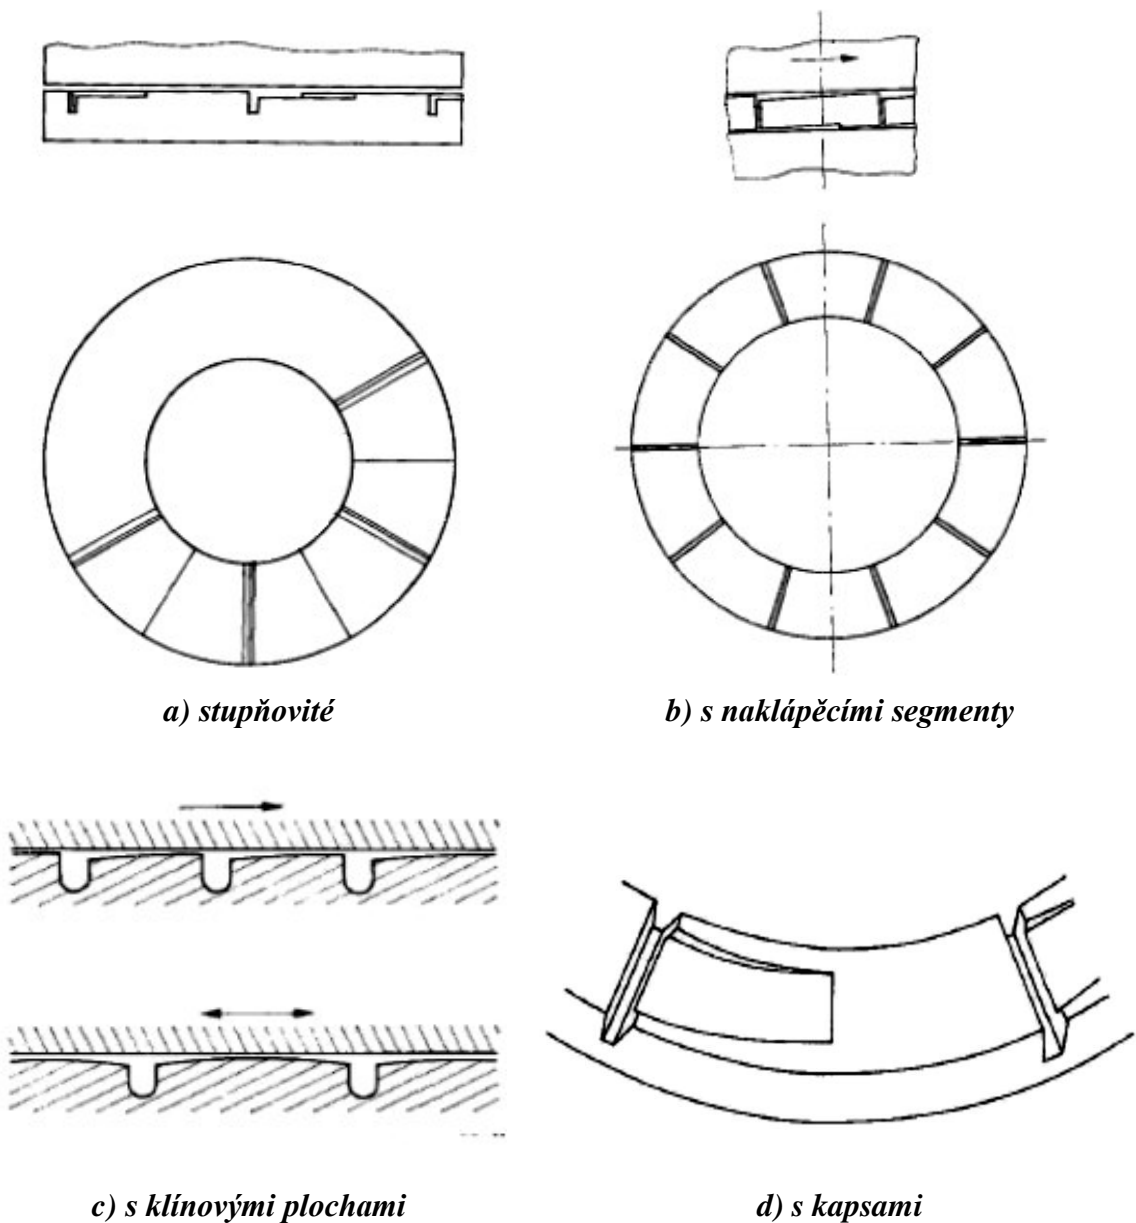 a) stupňovité
b) s naklápěcími segmenty
c) s klínovými plochami
d) s kapsami